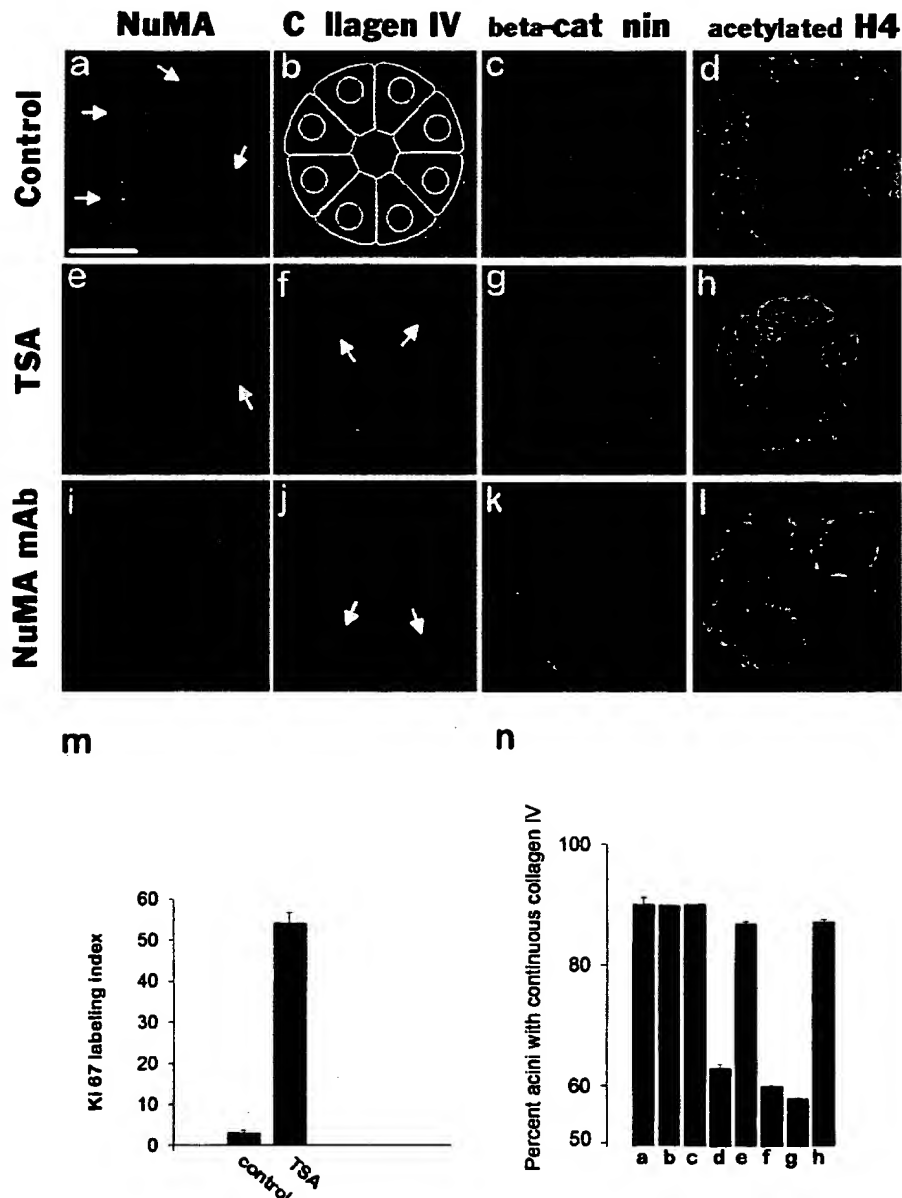 NuMA C llagen IV beta-cat nin acetylated H4
Control
a b c d
TSA
e f g h
NuMA mAb
i j k l
m
n
Ki 67 labeling index
60
50
40
30
20
10
0
control TSA
Percent acini with continuous collagen IV
100
80
60
50
a b c d e f g h